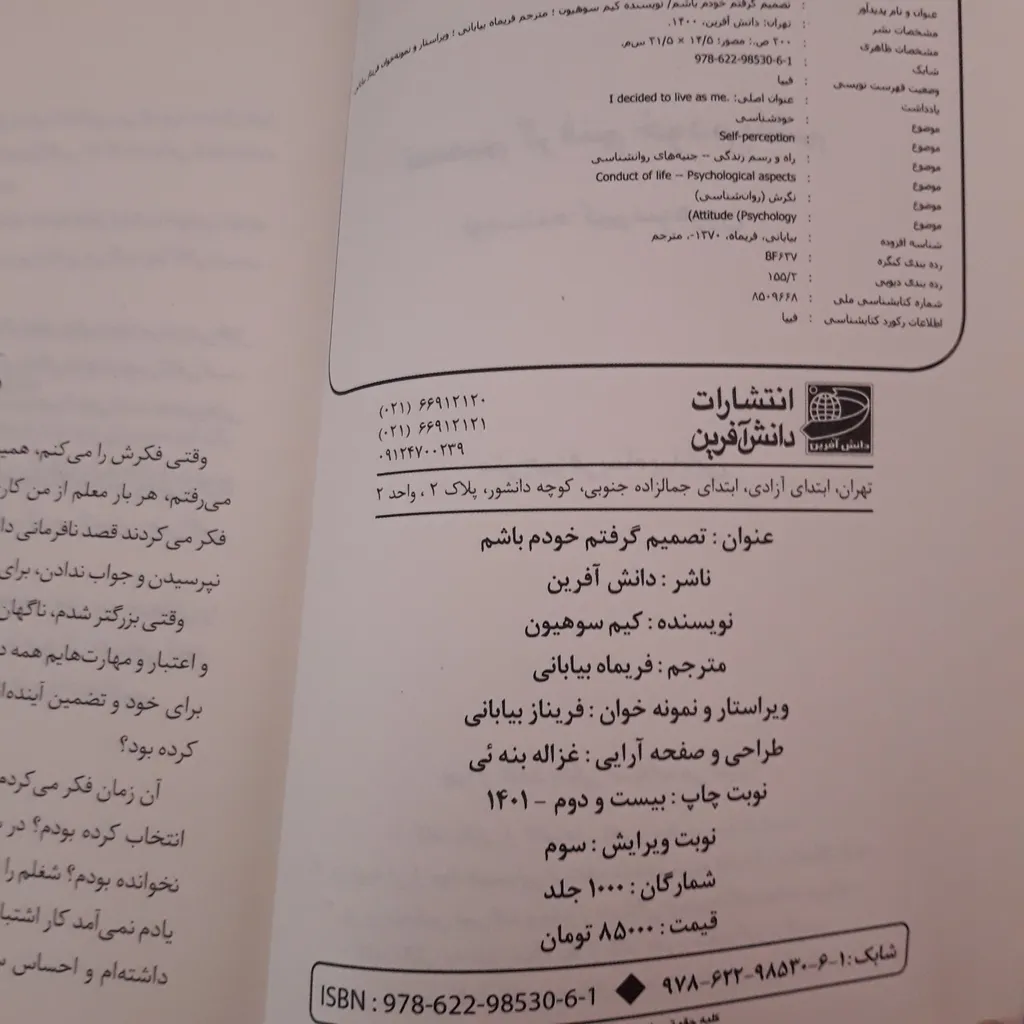 عنوان و نام پدیدآور : تصمیم گرفتم خودم باشم/ نویسنده کیم سوهیون ؛ مترجم فریماه بیابانی ؛ ویراستار و نمونه‌خوان فریناز بیابانی.
مشخصات نشر : تهران: دانش آفرین، ۱۴۰۰.
مشخصات ظاهری : ۲۰۰ ص.: مصور؛ ۱۴/۵ × ۲۱/۵ س‌م.
شابک : 978-622-98530-6-1
وضعیت فهرست نویسی : فیپا
یادداشت : عنوان اصلی: I decided to live as me.
موضوع : خودشناسی
موضوع : Self-perception
موضوع : راه و رسم زندگی -- جنبه‌های روانشناسی
موضوع : Conduct of life -- Psychological aspects
موضوع : نگرش (روان‌شناسی)
موضوع : (Attitude (Psychology
شناسه افزوده : بیابانی، فریماه، ۱۳۷۰-، مترجم
رده بندی کنگره : BF۶۳۷
رده بندی دیویی : ۱۵۵/۲
شماره کتابشناسی ملی : ۸۵۰۹۶۶۸
اطلاعات رکورد کتابشناسی : فیپا
انتشارات
دانش‌آفرین
دانش آفرین
(۰۲۱) ۶۶۹۱۲۱۲۰
(۰۲۱) ۶۶۹۱۲۱۲۱
۰۹۱۲۴۷۰۰۲۳۹
تهران، ابتدای آزادی، ابتدای جمالزاده جنوبی، کوچه دانشور، پلاک ۲ ، واحد ۲
عنوان : تصمیم گرفتم خودم باشم
ناشر : دانش آفرین
نویسنده : کیم سوهیون
مترجم : فریماه بیابانی
ویراستار و نمونه خوان : فریناز بیابانی
طراحی و صفحه آرایی : غزاله بنه ئی
نوبت چاپ : بیست و دوم – ۱۴۰۱
نوبت ویرایش : سوم
شمارگان : ۱۰۰۰ جلد
قیمت : ۸۵۰۰۰ تومان
شابک : ۱-۶-۹۸۵۳۰-۶۲۲-۹۷۸ ◆ ISBN : 978-622-98530-6-1
وقتی فکرش را می‌کنم،
می‌رفتم، هر بار معلم از من
فکر می‌کردند قصد نافرمانی
نپرسیدن و جواب ندادن، برای
وقتی بزرگتر شدم، ناگهان
و اعتبار و مهارت‌هایم همه
برای خود و تضمین
کرده بود؟
آن زمان فکر می‌کردم
انتخاب کرده بودم؟ در
نخوانده بودم؟ شغلم را
یادم نمی‌آمد کار
داشته‌ام و احساس